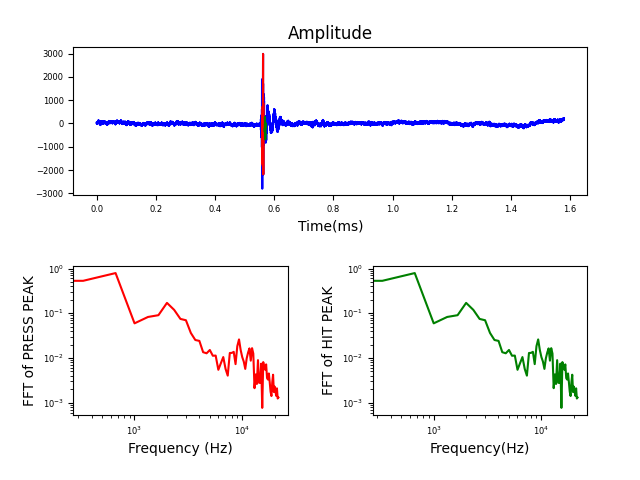 Amplitude
3000
2000
1000
0
−1000
−2000
−3000
0.0 0.2 0.4 0.6 0.8 1.0 1.2 1.4 1.6
Time(ms)
FFT of PRESS PEAK
10⁰
10⁻¹
10⁻²
10⁻³
10³ 10⁴
Frequency (Hz)
FFT of HIT PEAK
10⁰
10⁻¹
10⁻²
10⁻³
10³ 10⁴
Frequency(Hz)